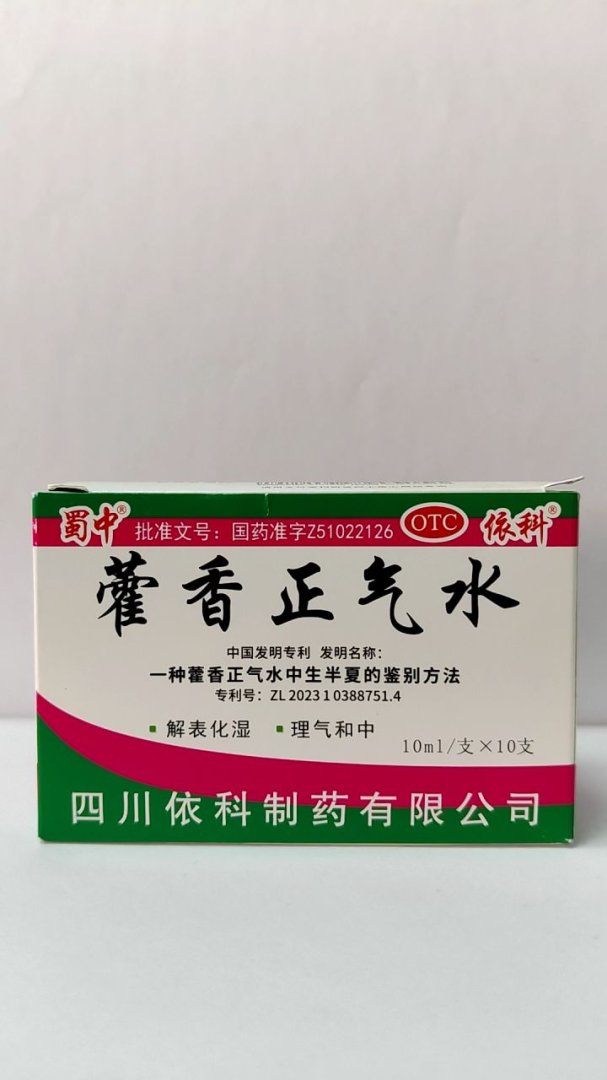 蜀中® 批准文号：国药准字Z51022126 OTC 依科®
藿香正气水
中国发明专利 发明名称：
一种藿香正气水中生半夏的鉴别方法
专利号：ZL 2023 1 0388751.4
▪ 解表化湿 ▪ 理气和中
10ml/支×10支
四川依科制药有限公司